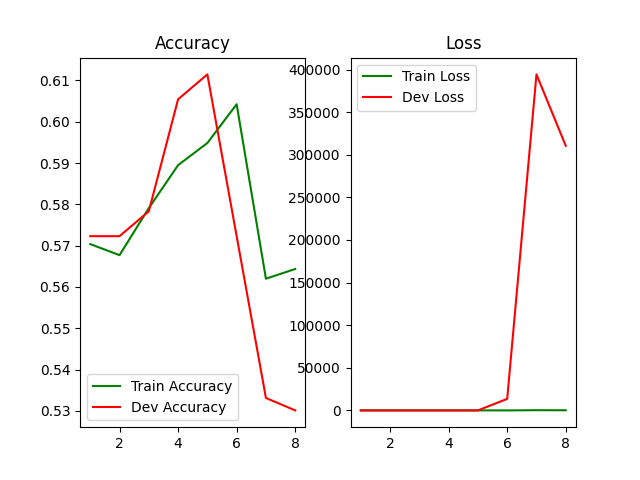 Accuracy
0.61
0.60
0.59
0.58
0.57
0.56
0.55
0.54
0.53
2 4 6 8
Train Accuracy
Dev Accuracy
Loss
400000
350000
300000
250000
200000
150000
100000
50000
0
2 4 6 8
Train Loss
Dev Loss